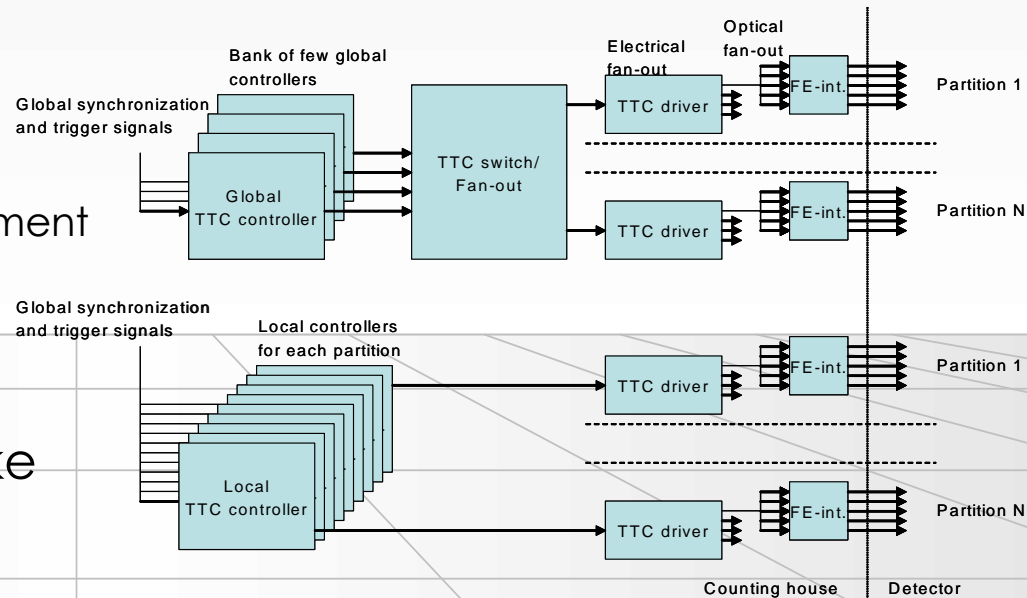 Bank of few global
controllers
Global synchronization
and trigger signals
Global
TTC controller
TTC switch/
Fan-out
Electrical
fan-out
Optical
fan-out
TTC driver
FE-int.
Partition 1
TTC driver
FE-int.
Partition N
ment
Global synchronization
and trigger signals
Local controllers
for each partition
Local
TTC controller
TTC driver
FE-int.
Partition 1
ke
TTC driver
FE-int.
Partition N
Counting house
Detector